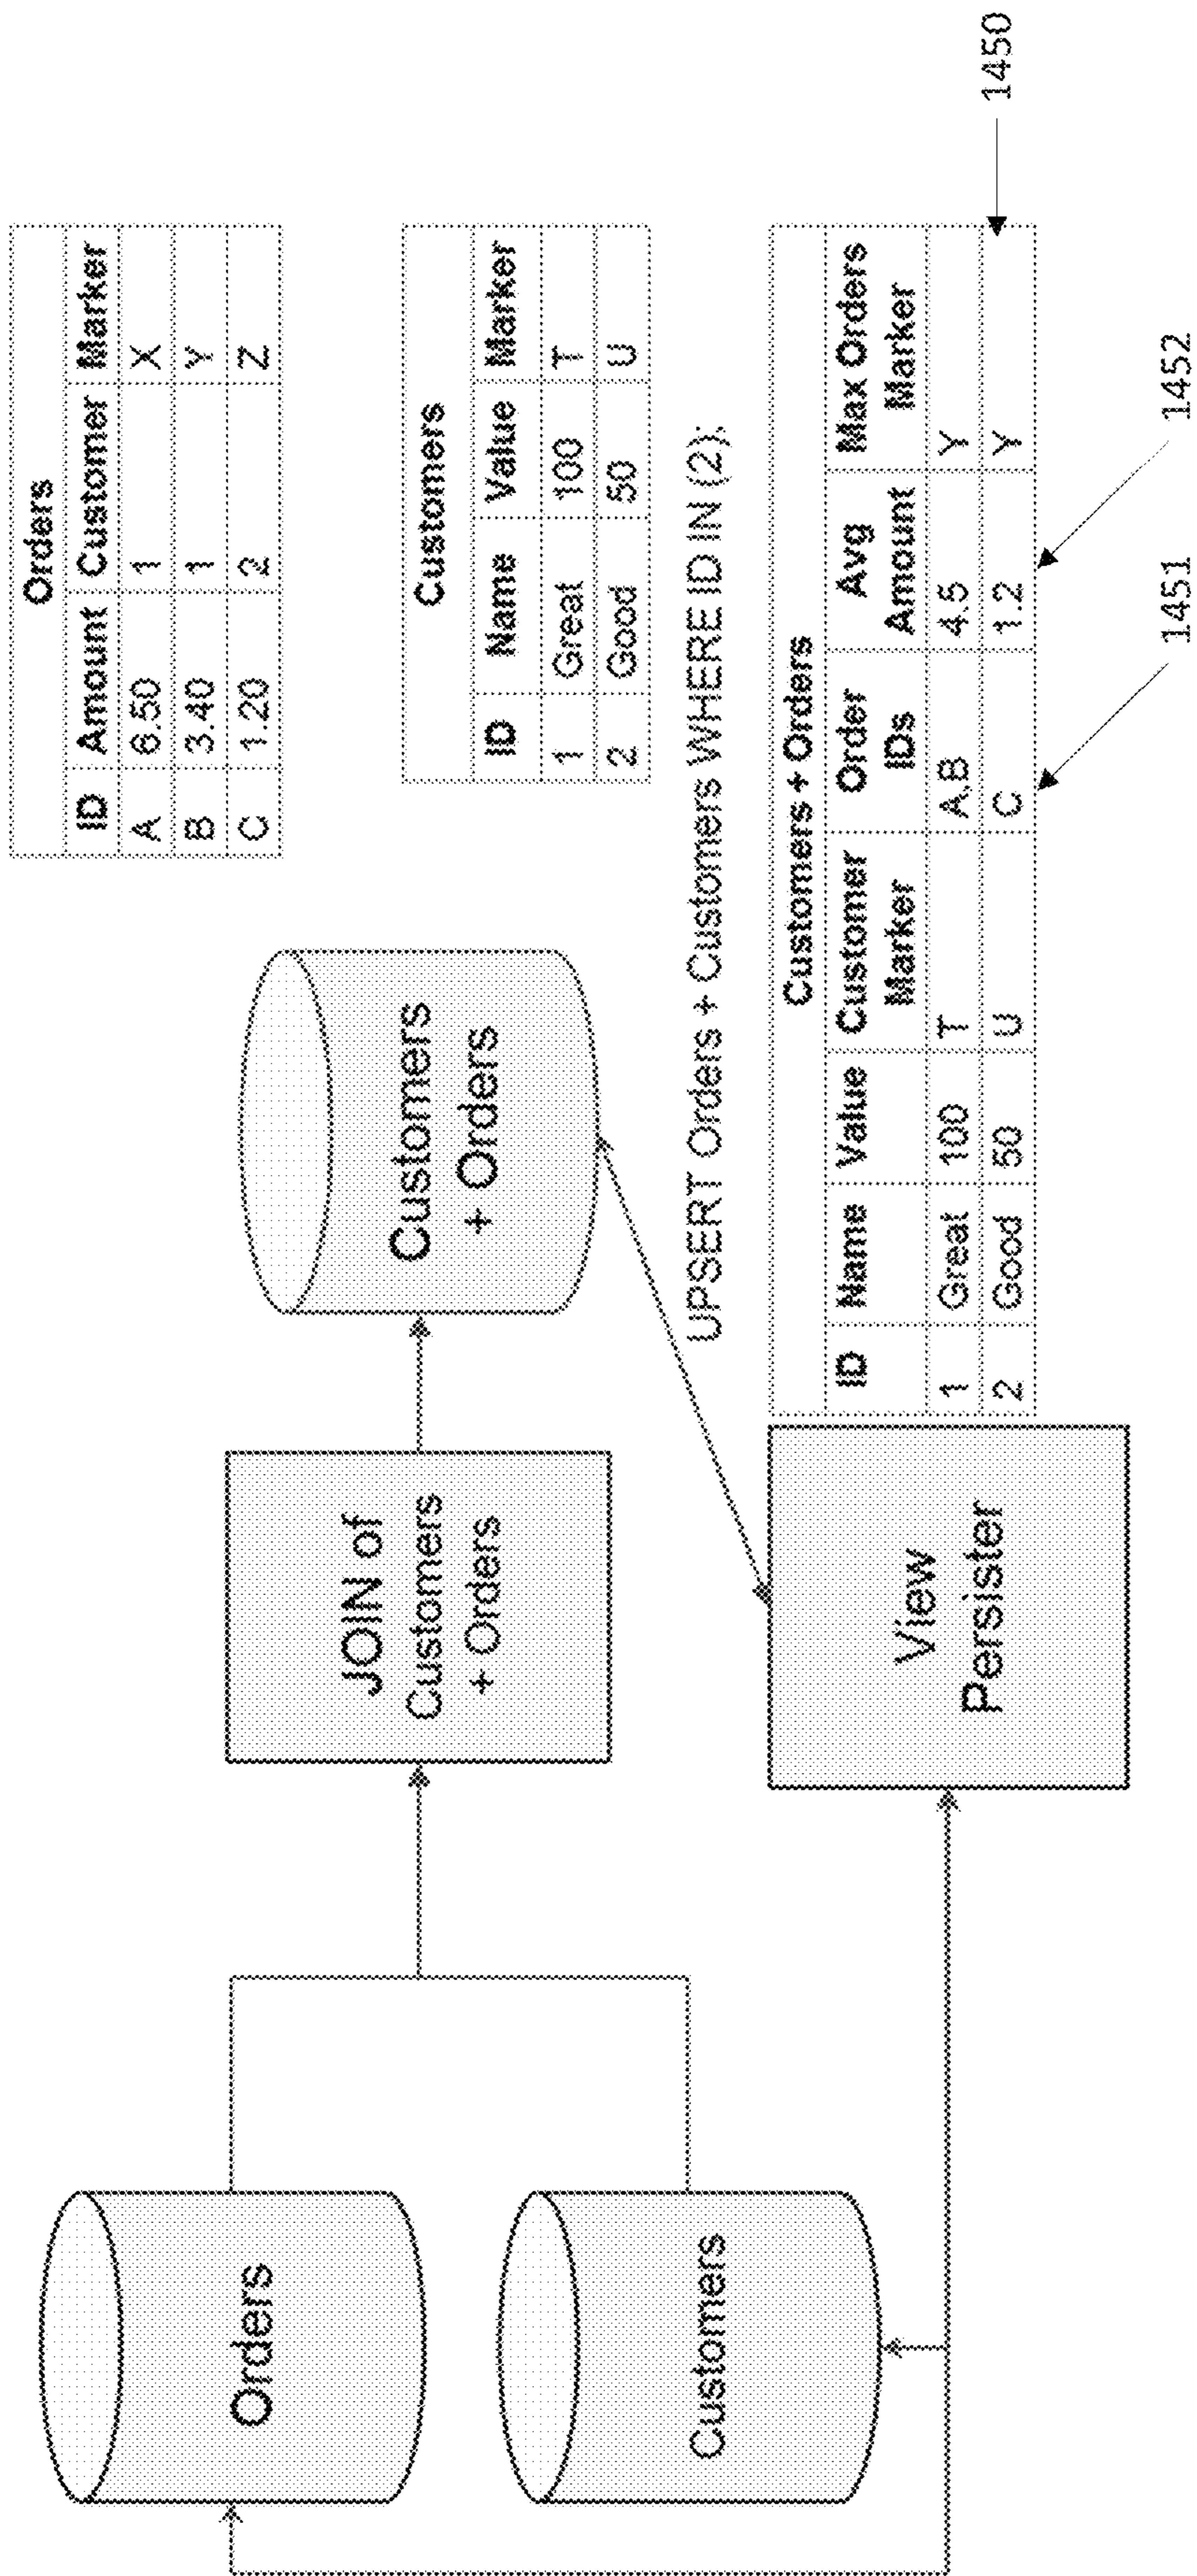 Orders
ID Amount Customer Marker
A 6.50 1 X
B 3.40 1 Y
C 1.20 2 Z
Customers
ID Name Value Marker
1 Great 100 T
2 Good 50 U
Orders
Customers
JOIN of
Customers
+ Orders
Customers
+ Orders
UPSERT Orders + Customers WHERE ID IN (2);
View
Persister
Customers + Orders
ID Name Value Customer Marker Order IDs Avg Amount Max Orders Marker
1 Great 100 T A,B 4.5 Y
2 Good 50 U C 1.2 Y
1450
1451
1452